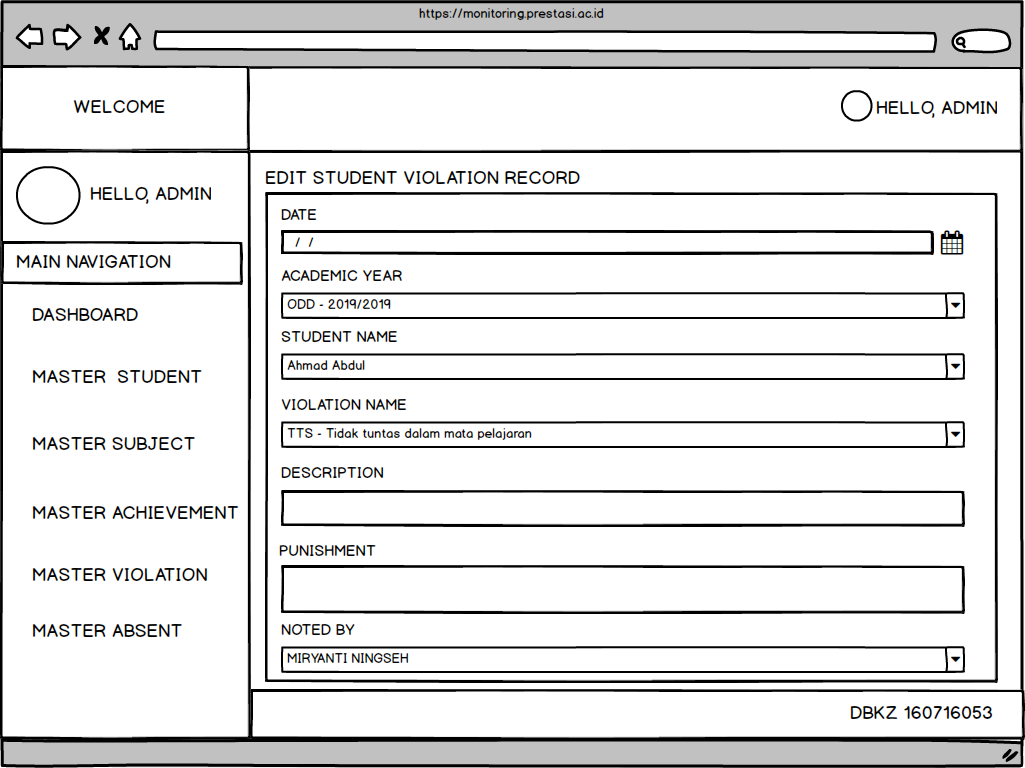 https://monitoring.prestasi.ac.id
WELCOME
HELLO, ADMIN
HELLO, ADMIN
MAIN NAVIGATION
DASHBOARD
MASTER STUDENT
MASTER SUBJECT
MASTER ACHIEVEMENT
MASTER VIOLATION
MASTER ABSENT
EDIT STUDENT VIOLATION RECORD
DATE
/ /
ACADEMIC YEAR
ODD - 2019/2019
STUDENT NAME
Ahmad Abdul
VIOLATION NAME
TTS - Tidak tuntas dalam mata pelajaran
DESCRIPTION
PUNISHMENT
NOTED BY
MIRYANTI NINGSEH
DBKZ 160716053